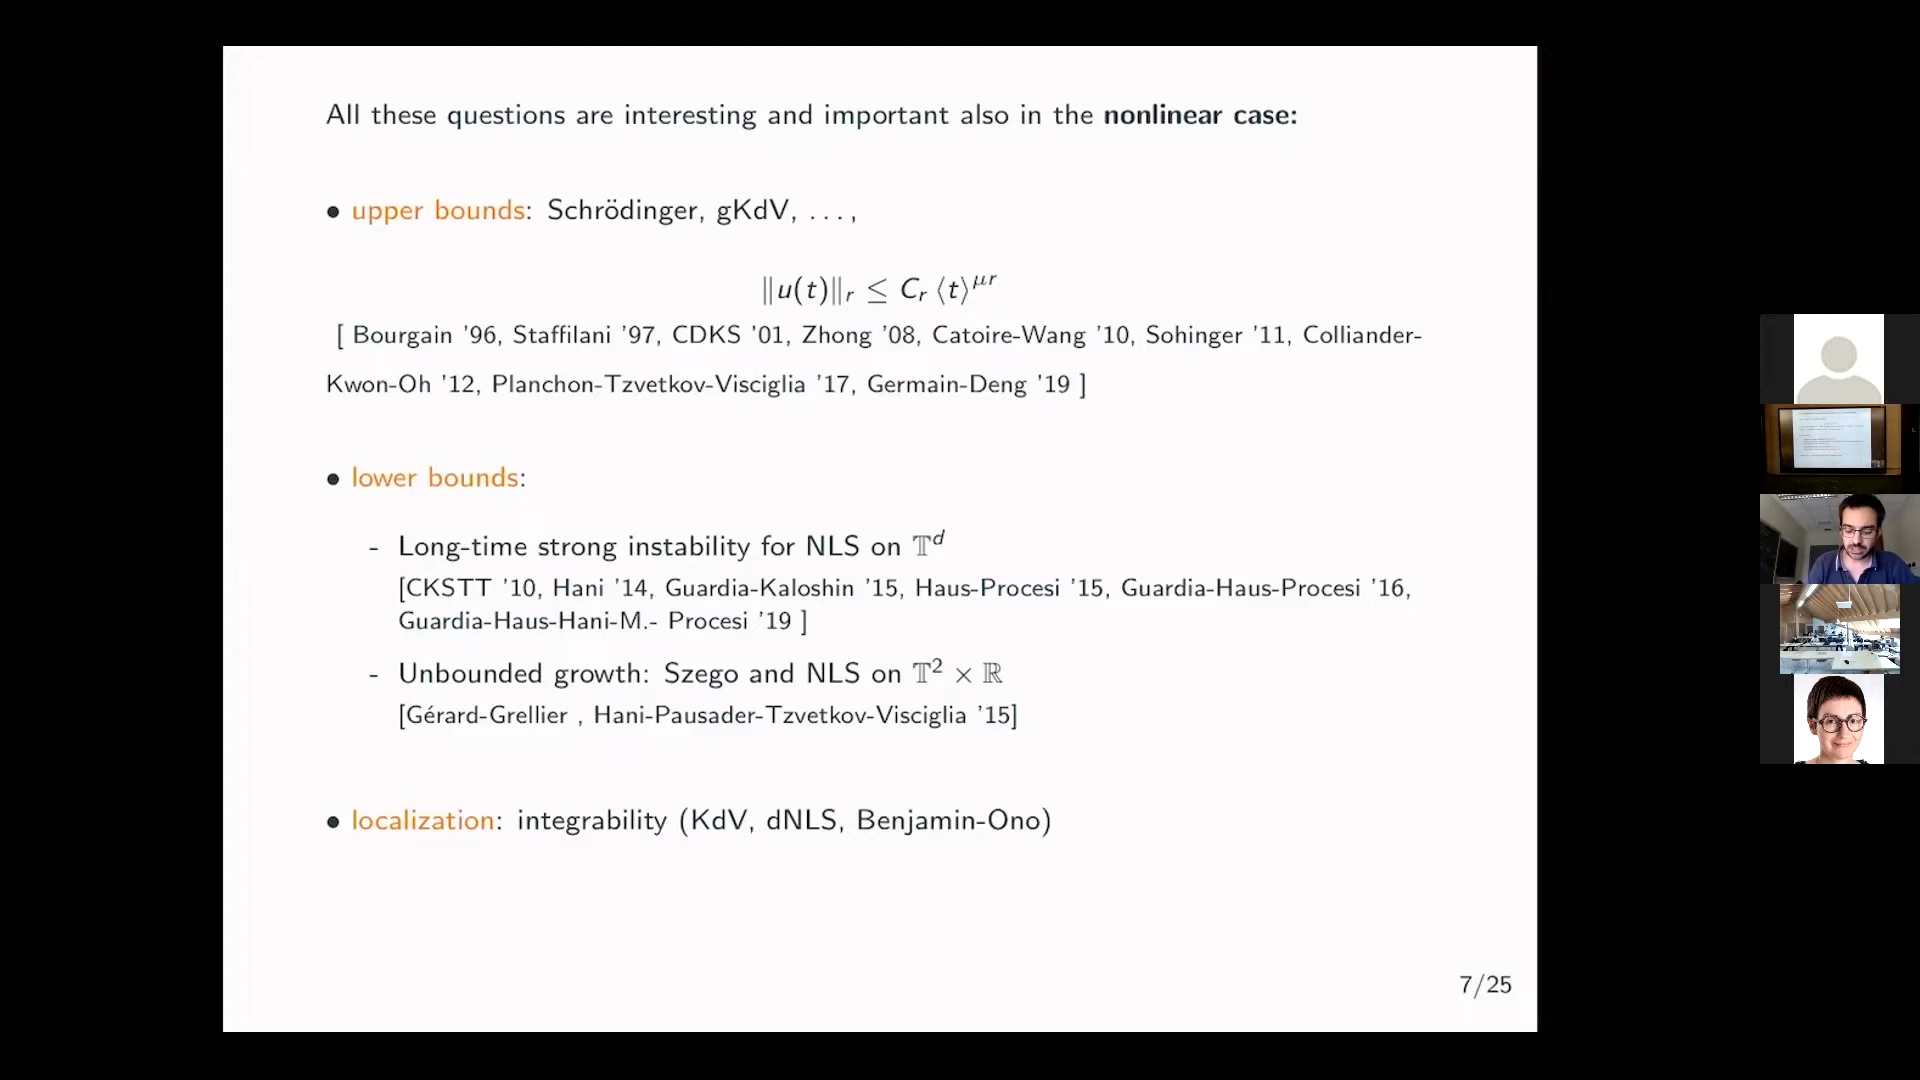 All these questions are interesting and important also in the nonlinear case:
● upper bounds: Schrödinger, gKdV, . . . ,
‖u(t)‖ᵣ ≤ Cᵣ ⟨t⟩^{μr}
[ Bourgain '96, Staffilani '97, CDKS '01, Zhong '08, Catoire-Wang '10, Sohinger '11, Colliander-
Kwon-Oh '12, Planchon-Tzvetkov-Visciglia '17, Germain-Deng '19 ]
● lower bounds:
- Long-time strong instability for NLS on 𝕋ᵈ
[CKSTT '10, Hani '14, Guardia-Kaloshin '15, Haus-Procesi '15, Guardia-Haus-Procesi '16,
Guardia-Haus-Hani-M.- Procesi '19 ]
- Unbounded growth: Szego and NLS on 𝕋² × ℝ
[Gérard-Grellier , Hani-Pausader-Tzvetkov-Visciglia '15]
● localization: integrability (KdV, dNLS, Benjamin-Ono)
7/25